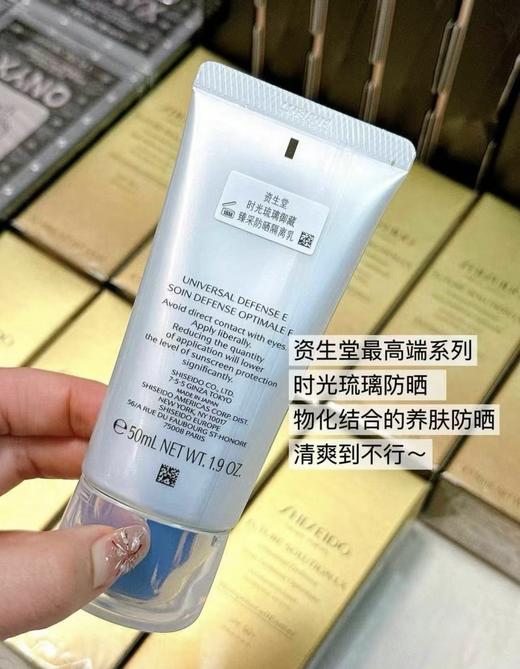 资生堂
时光琉璃御藏
臻采防晒隔离乳
UNIVERSAL DEFENSE E
SOIN DEFENSE OPTIMALE E
Avoid direct contact with eyes.
Apply liberally.
Reducing the quantity
of application will lower
the level of sunscreen protection
significantly.
SHISEIDO CO., LTD.
7-5-5 GINZA TOKYO
MADE IN JAPAN
SHISEIDO AMERICAS CORP. DIST.
NEW YORK, NY 10017
SHISEIDO EUROPE
56/A RUE DU FAUBOURG ST-HONORE
75008 PARIS
℮50mL NET WT. 1.9 OZ.
资生堂最高端系列
时光琉璃防晒
物化结合的养肤防晒
清爽到不行～
SHISEIDO
FUTURE SOLUTION LX
ONYX